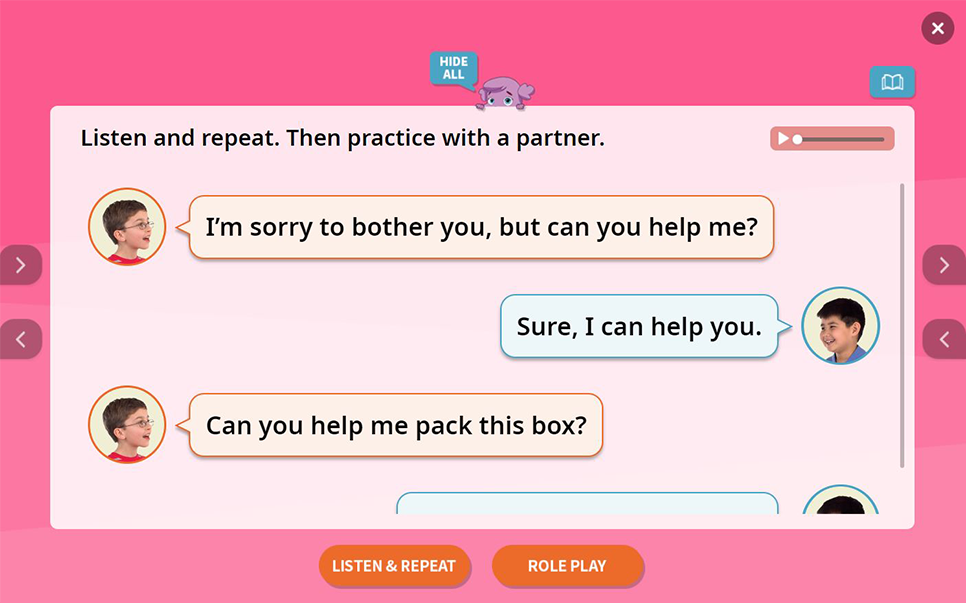 HIDE
ALL
Listen and repeat. Then practice with a partner.
I’m sorry to bother you, but can you help me?
Sure, I can help you.
Can you help me pack this box?
LISTEN & REPEAT
ROLE PLAY